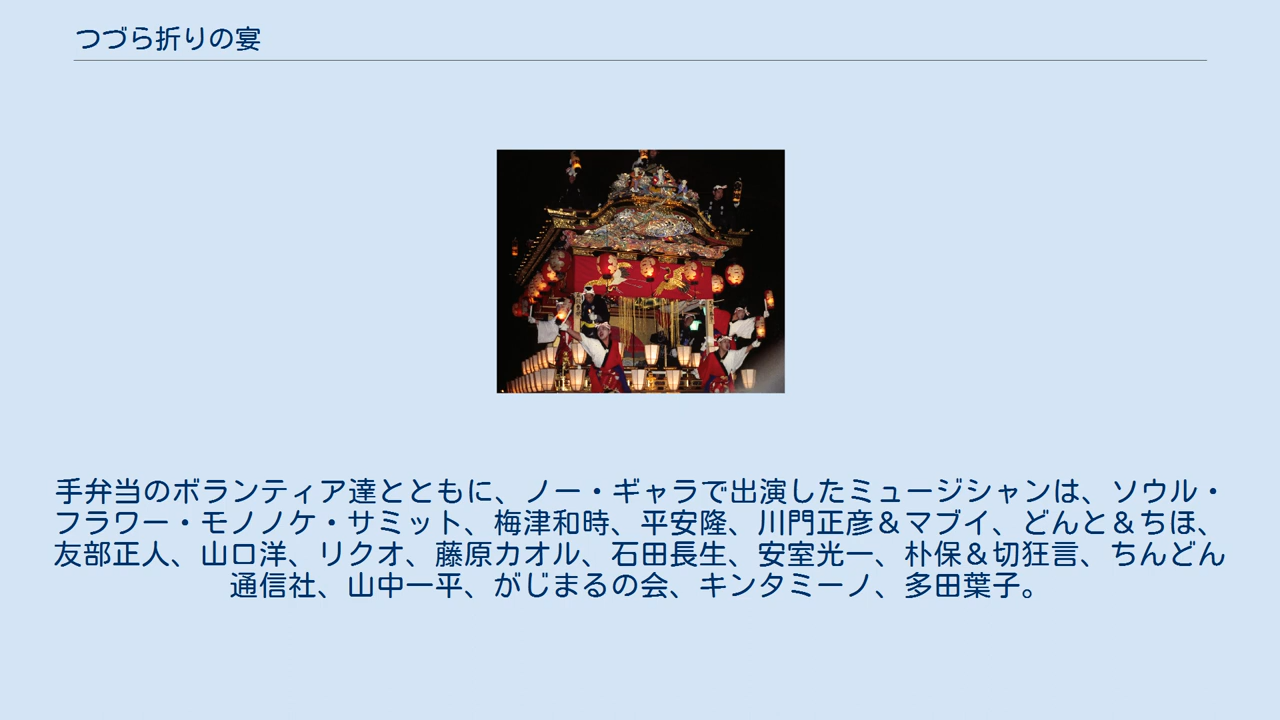 つづら折りの宴
手弁当のボランティア達とともに、ノー・ギャラで出演したミュージシャンは、ソウル・
フラワー・モノノケ・サミット、梅津和時、平安隆、川門正彦＆マブイ、どんと＆ちほ、
友部正人、山口洋、リクオ、藤原カオル、石田長生、安室光一、朴保＆切狂言、ちんどん
通信社、山中一平、がじまるの会、キンタミーノ、多田葉子。